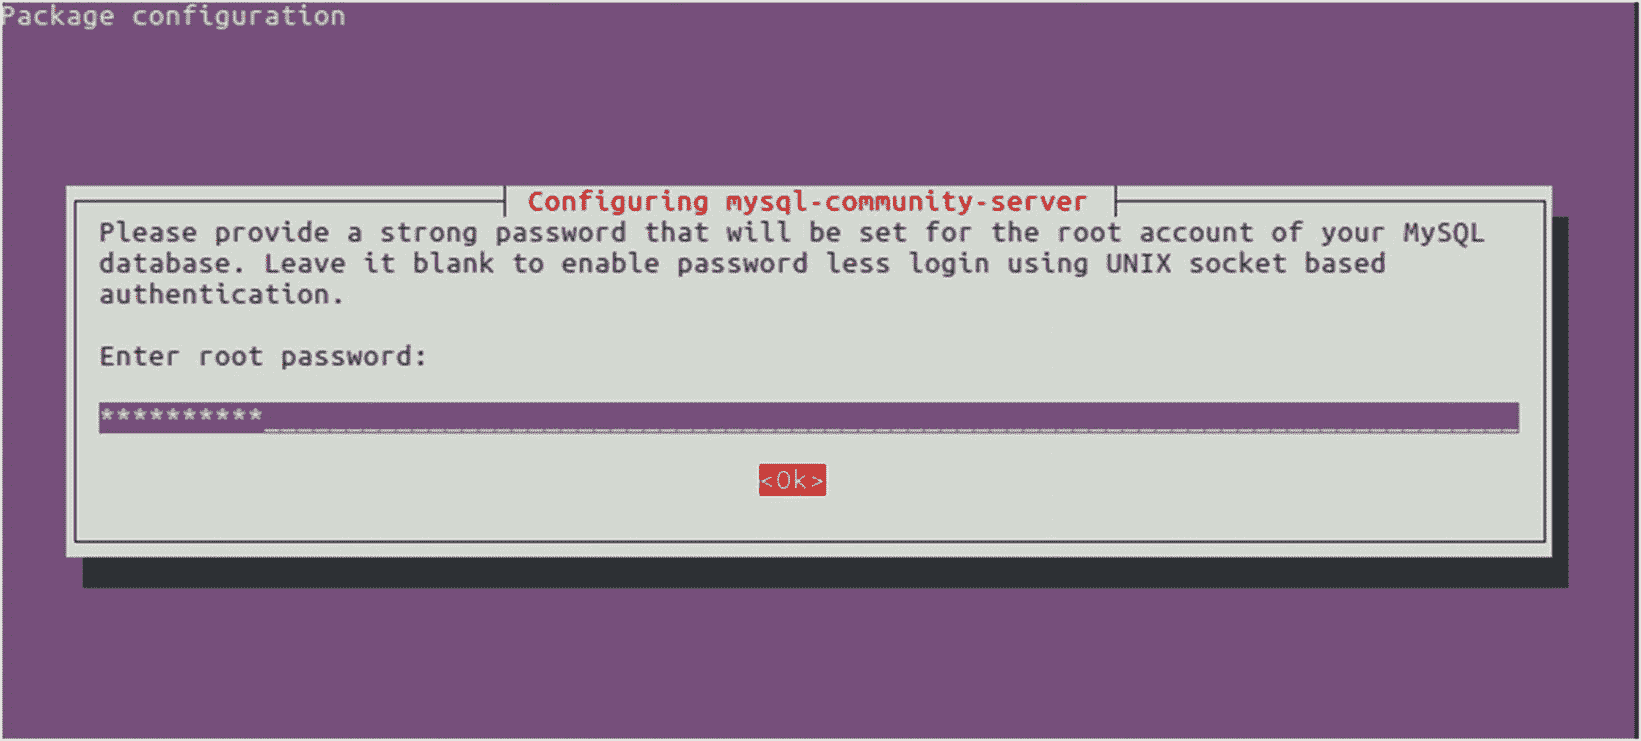 Package configuration
Configuring mysql-community-server
Please provide a strong password that will be set for the root account of your MySQL
database. Leave it blank to enable password less login using UNIX socket based
authentication.
Enter root password:
**********
<Ok>